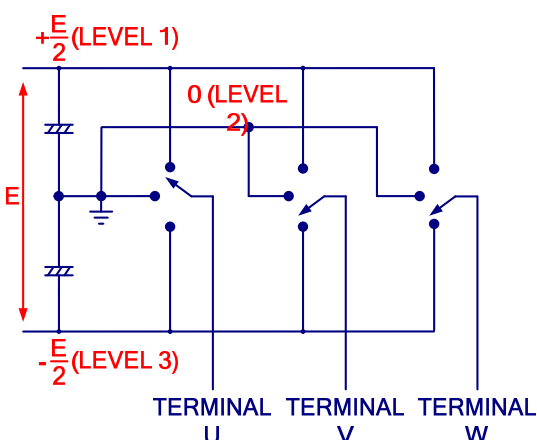 +E/2 (LEVEL 1)
0 (LEVEL
2)
E
-E/2 (LEVEL 3)
TERMINAL
U
TERMINAL
V
TERMINAL
W